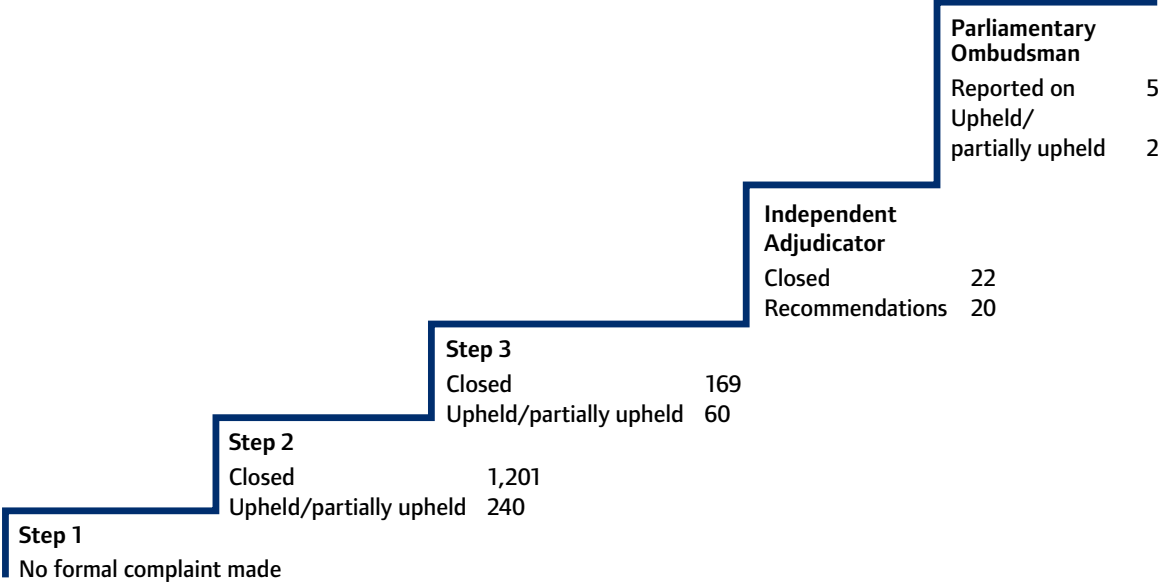 Parliamentary
Ombudsman
Reported on 5
Upheld/
partially upheld 2
Independent
Adjudicator
Closed 22
Recommendations 20
Step 3
Closed 169
Upheld/partially upheld 60
Step 2
Closed 1,201
Upheld/partially upheld 240
Step 1
No formal complaint made